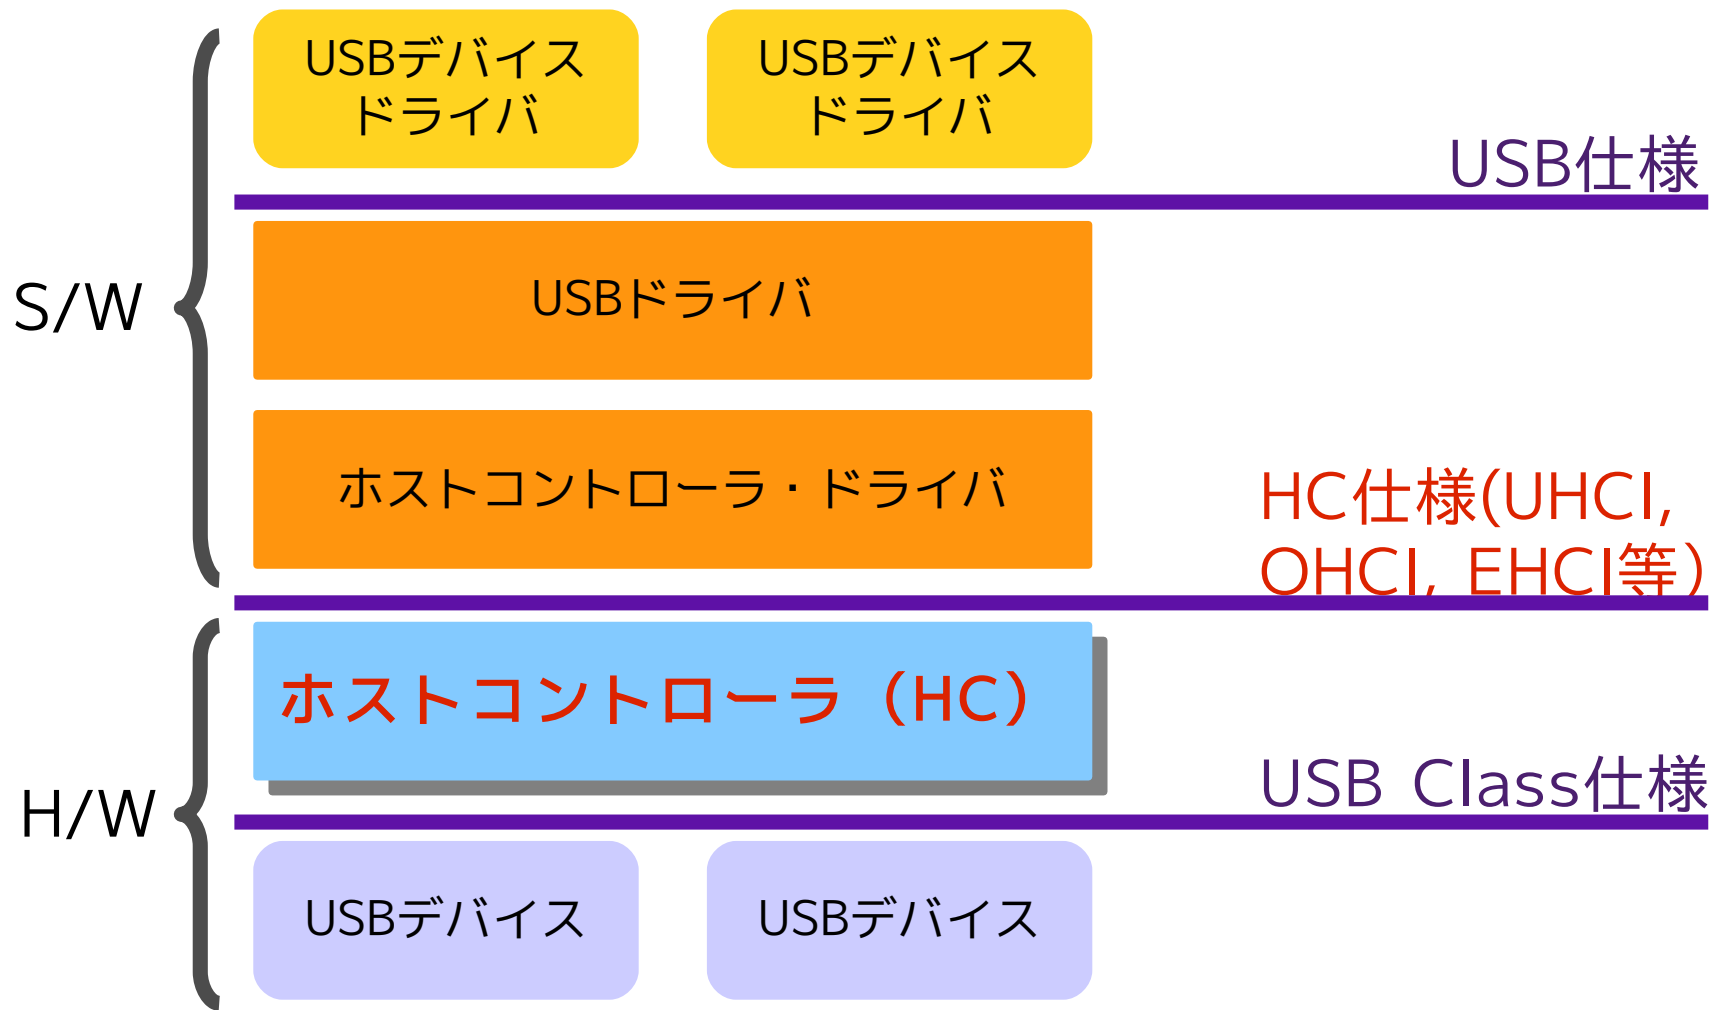 USBデバイス
ドライバ
USBデバイス
ドライバ
USB仕様
USBドライバ
S/W
ホストコントローラ・ドライバ
HC仕様(UHCI,
OHCI, EHCI等)
ホストコントローラ（HC）
USB Class仕様
H/W
USBデバイス
USBデバイス